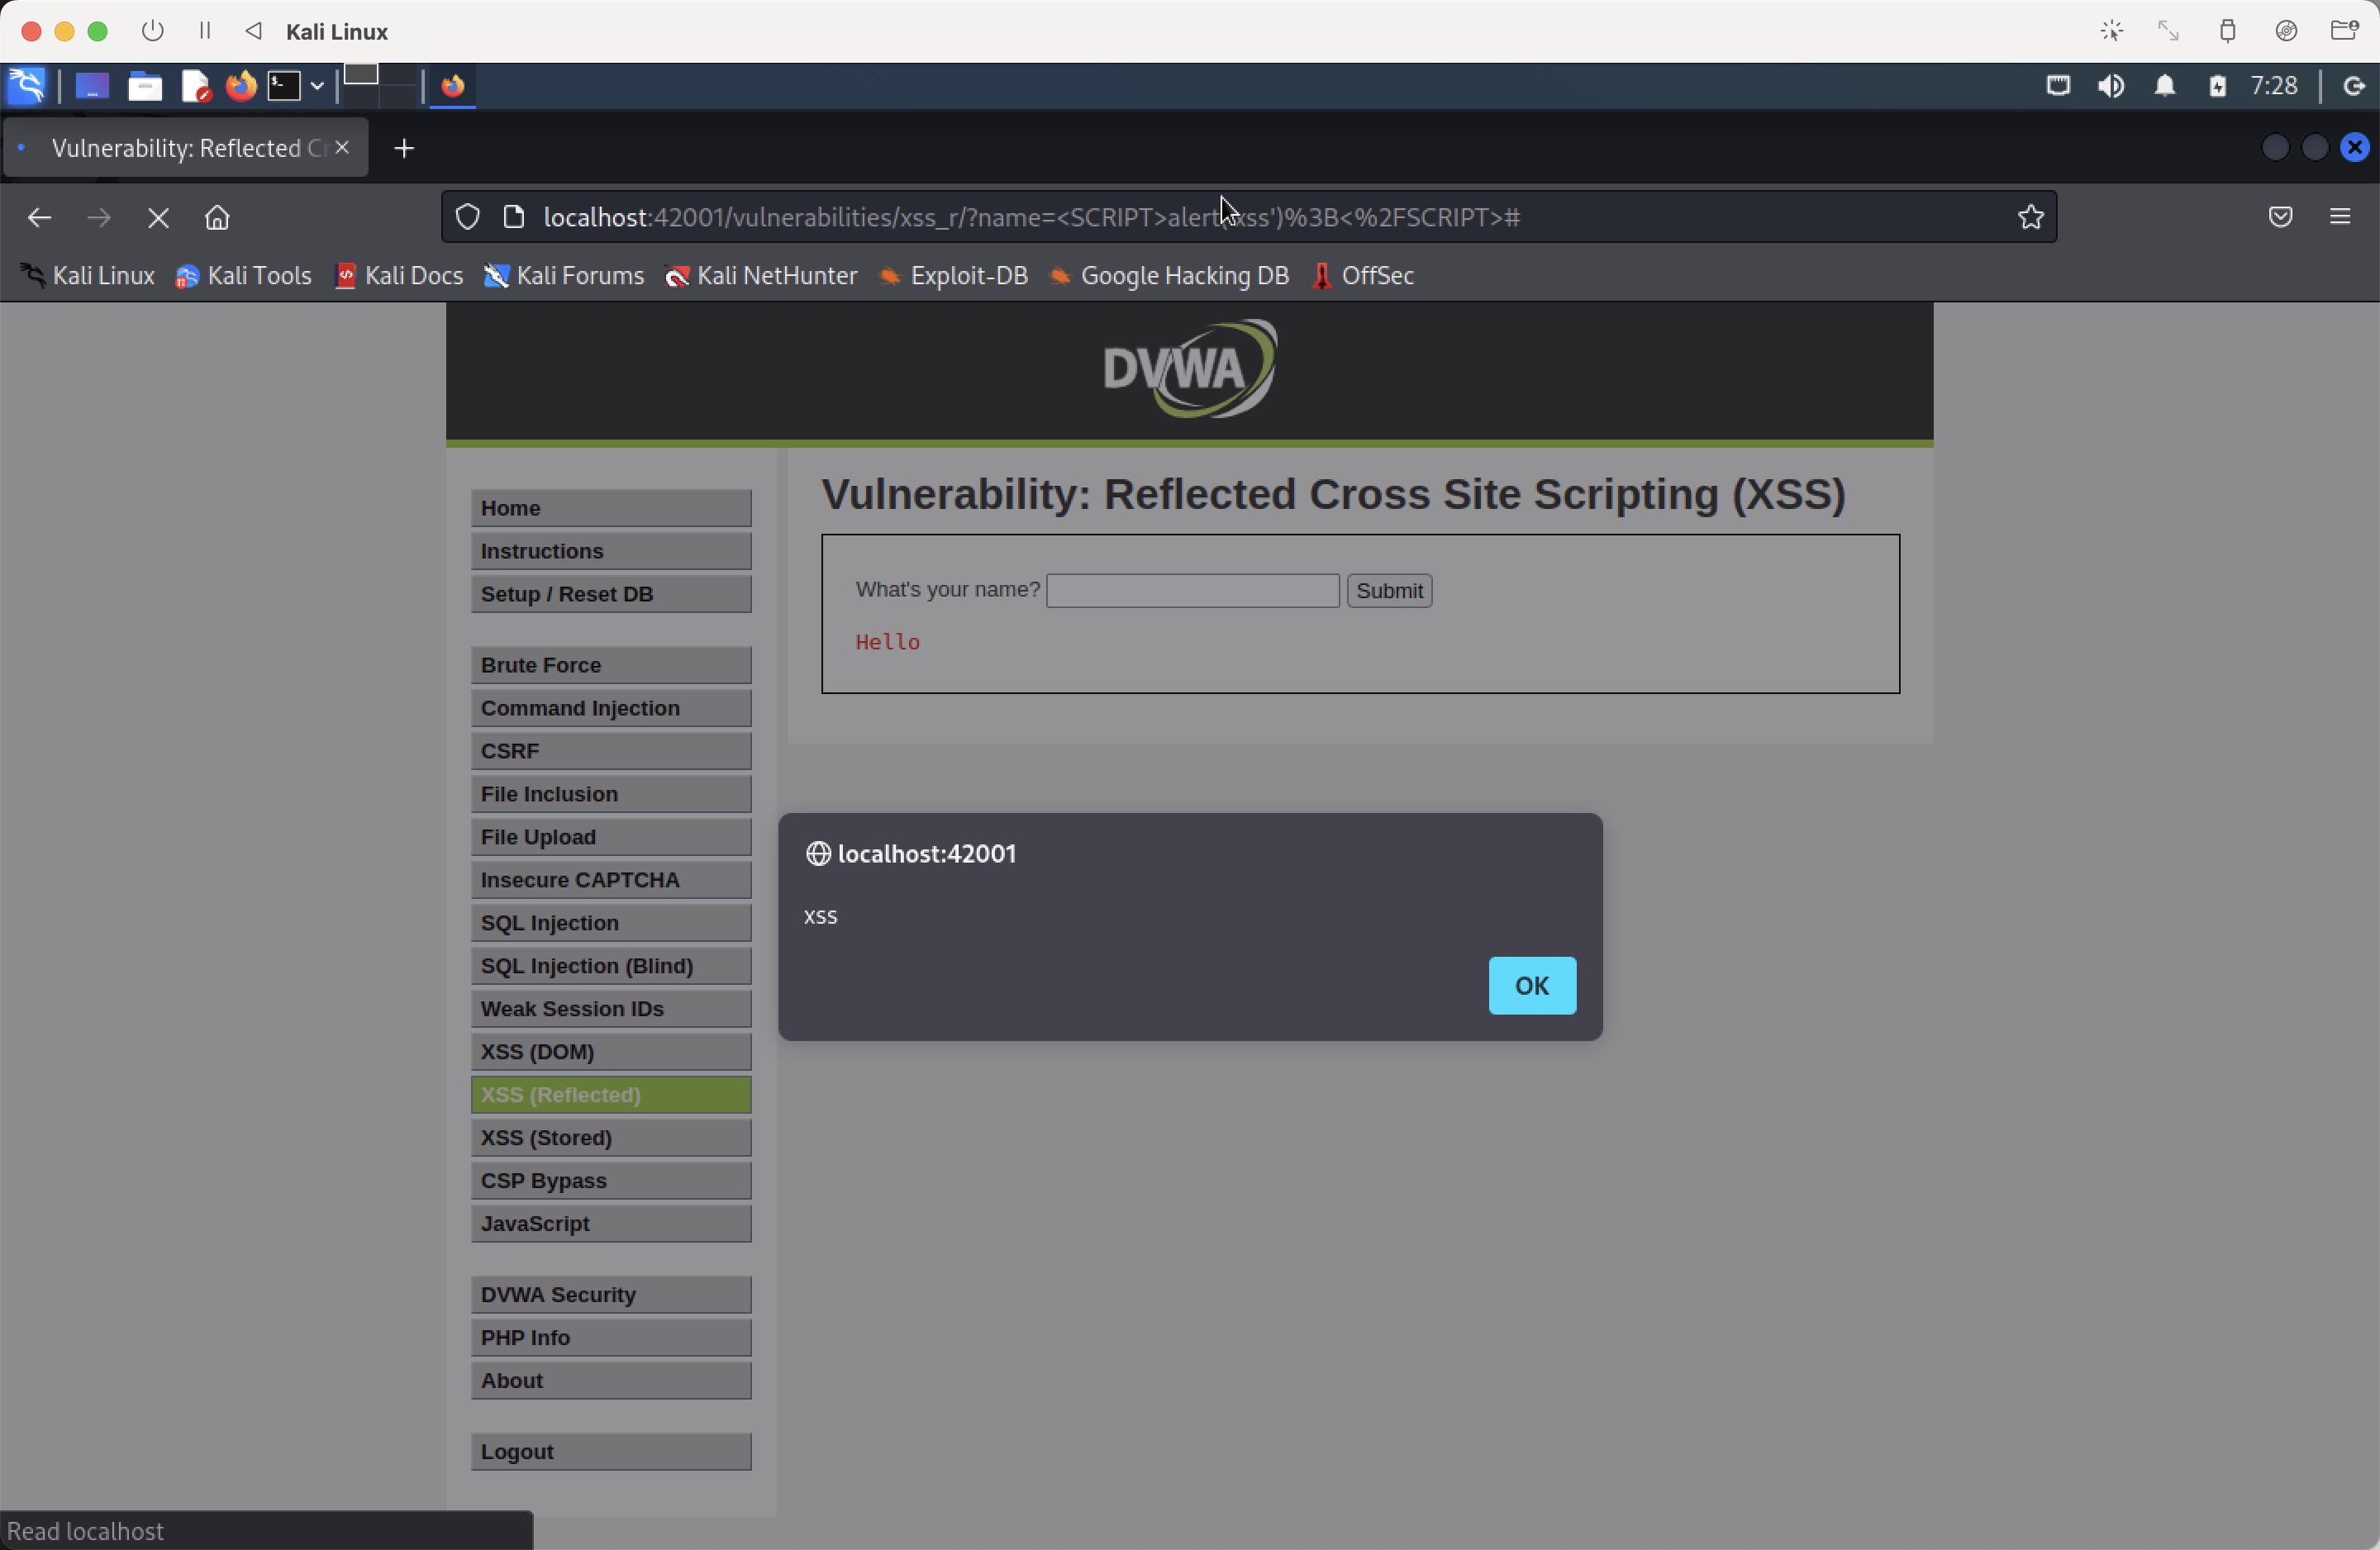 Kali Linux
7:28
Vulnerability: Reflected Cr
localhost:42001/vulnerabilities/xss_r/?name=<SCRIPT>alert xss')%3B<%2FSCRIPT>#
Kali Linux Kali Tools Kali Docs Kali Forums Kali NetHunter Exploit-DB Google Hacking DB OffSec
DVWA
Home
Instructions
Setup / Reset DB
Brute Force
Command Injection
CSRF
File Inclusion
File Upload
Insecure CAPTCHA
SQL Injection
SQL Injection (Blind)
Weak Session IDs
XSS (DOM)
XSS (Reflected)
XSS (Stored)
CSP Bypass
JavaScript
DVWA Security
PHP Info
About
Logout
Vulnerability: Reflected Cross Site Scripting (XSS)
What's your name? Submit
Hello
localhost:42001
xss
OK
Read localhost